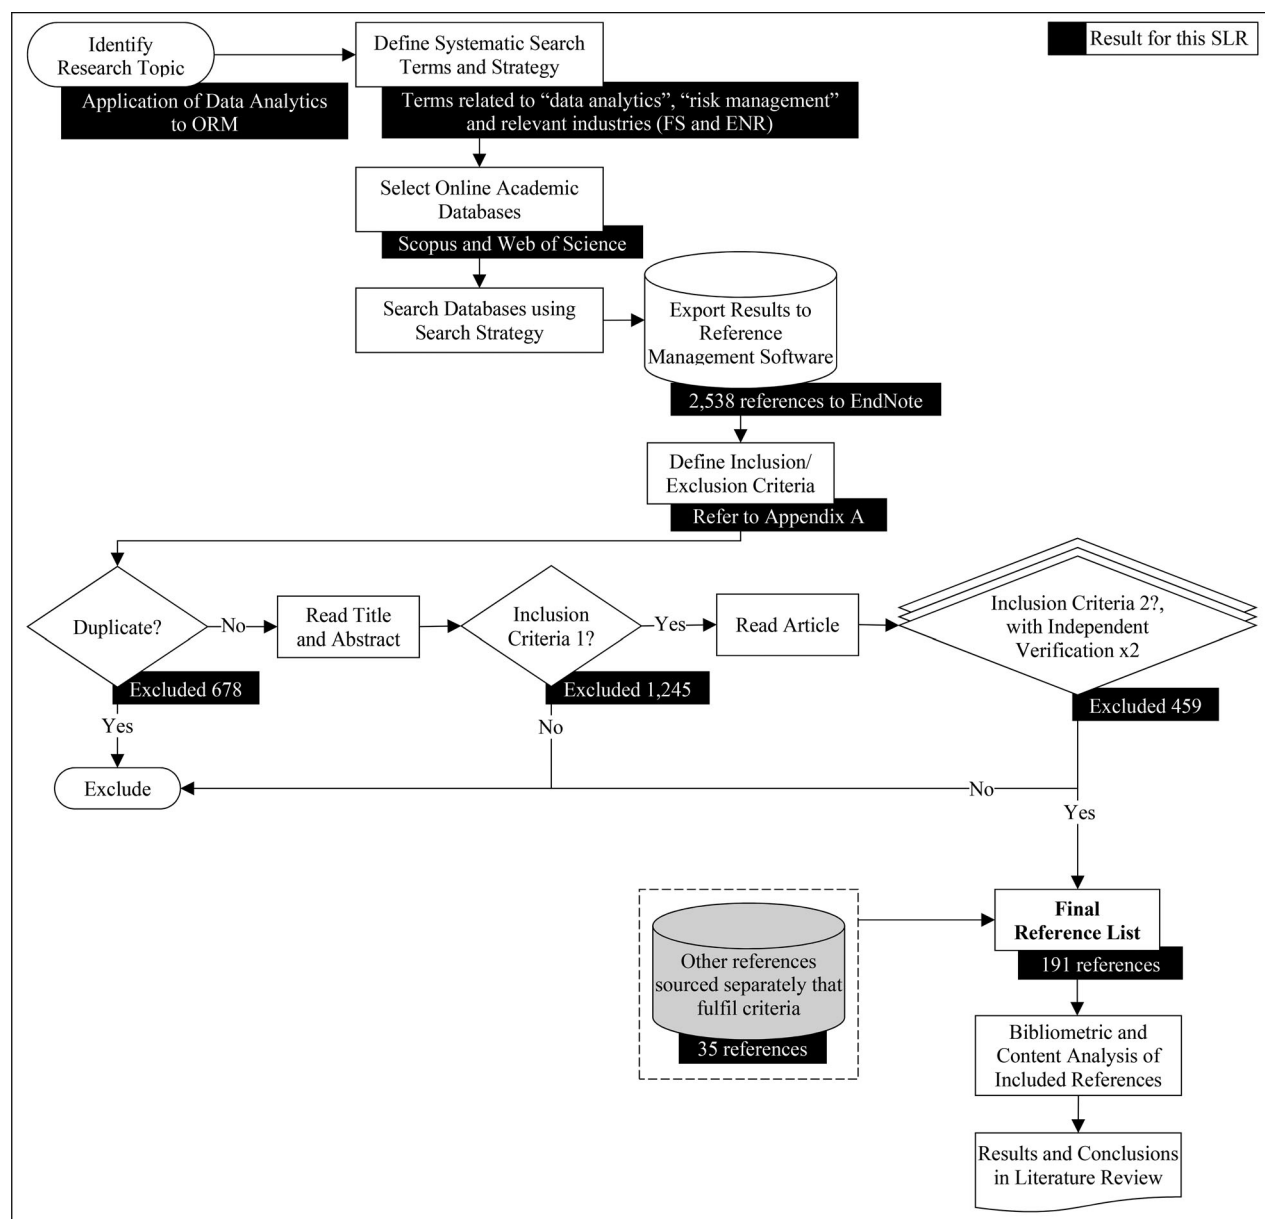 Identify
Research Topic
Application of Data Analytics
to ORM
Define Systematic Search
Terms and Strategy
Terms related to “data analytics”, “risk management”
and relevant industries (FS and ENR)
Result for this SLR
Select Online Academic
Databases
Scopus and Web of Science
Search Databases using
Search Strategy
Export Results to
Reference
Management Software
2,538 references to EndNote
Define Inclusion/
Exclusion Criteria
Refer to Appendix A
Duplicate?
Excluded 678
No
Yes
Read Title
and Abstract
Inclusion
Criteria 1?
Excluded 1,245
Yes
No
Read Article
Inclusion Criteria 2?,
with Independent
Verification x2
Excluded 459
No
Yes
Exclude
Other references
sourced separately that
fulfil criteria
35 references
Final
Reference List
191 references
Bibliometric and
Content Analysis of
Included References
Results and Conclusions
in Literature Review